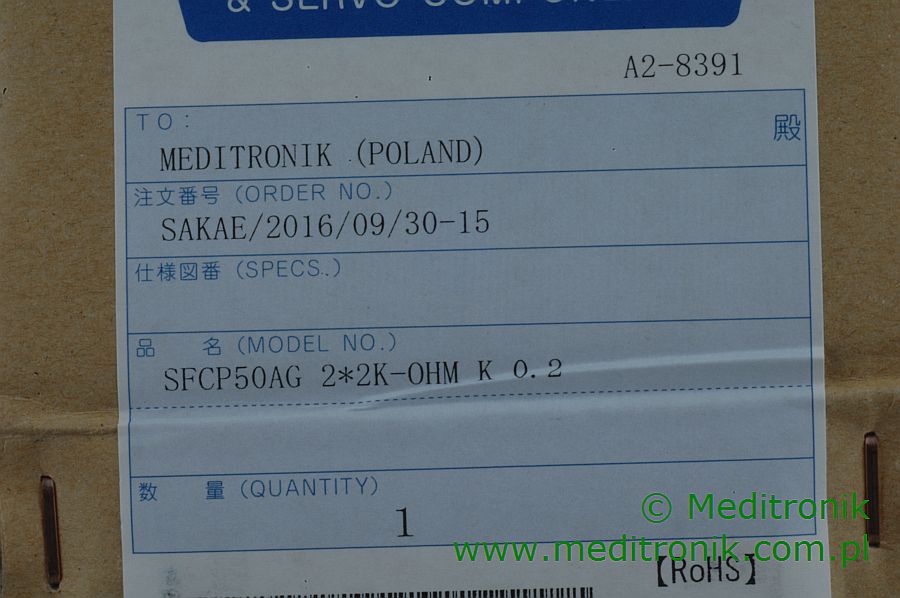 & SERVO COMPONE
A2-8391
TO:
殿
MEDITRONIK (POLAND)
注文番号 (ORDER NO.)
SAKAE/2016/09/30-15
仕様図番 (SPECS.)
品 名 (MODEL NO.)
SFCP50AG 2*2K-OHM K 0.2
数 量 (QUANTITY)
1
© Meditronik
www.meditronik.com.pl
【RoHS】